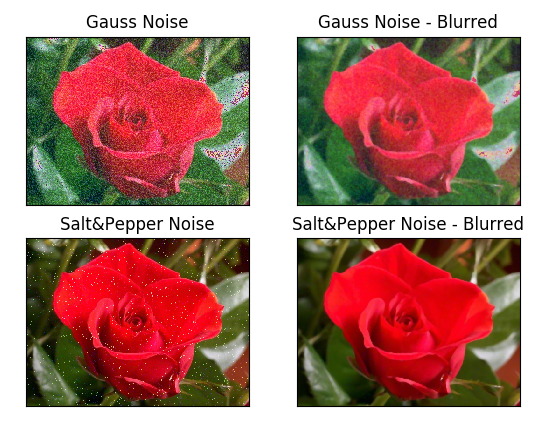 Gauss Noise
Gauss Noise - Blurred
Salt&Pepper Noise
Salt&Pepper Noise - Blurred